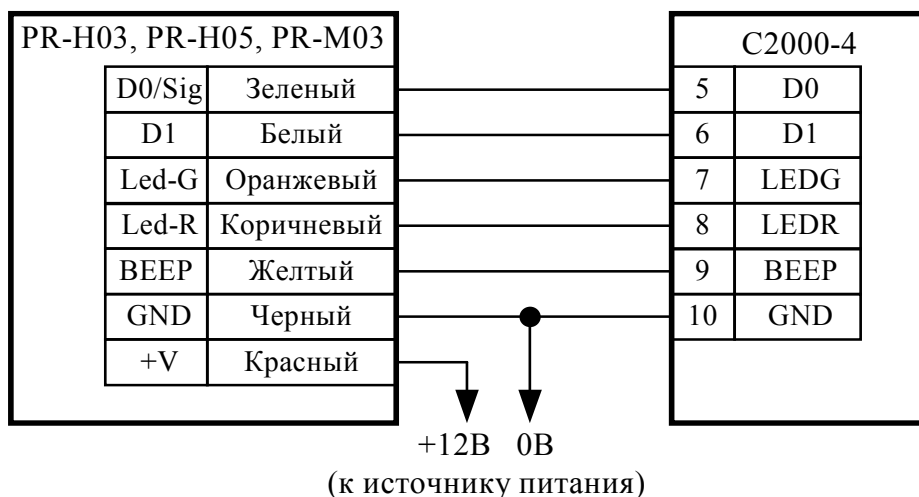 PR-H03, PR-H05, PR-M03
C2000-4
D0/Sig Зеленый 5 D0
D1 Белый 6 D1
Led-G Оранжевый 7 LEDG
Led-R Коричневый 8 LEDR
BEEP Желтый 9 BEEP
GND Черный 10 GND
+V Красный
+12В 0В
(к источнику питания)